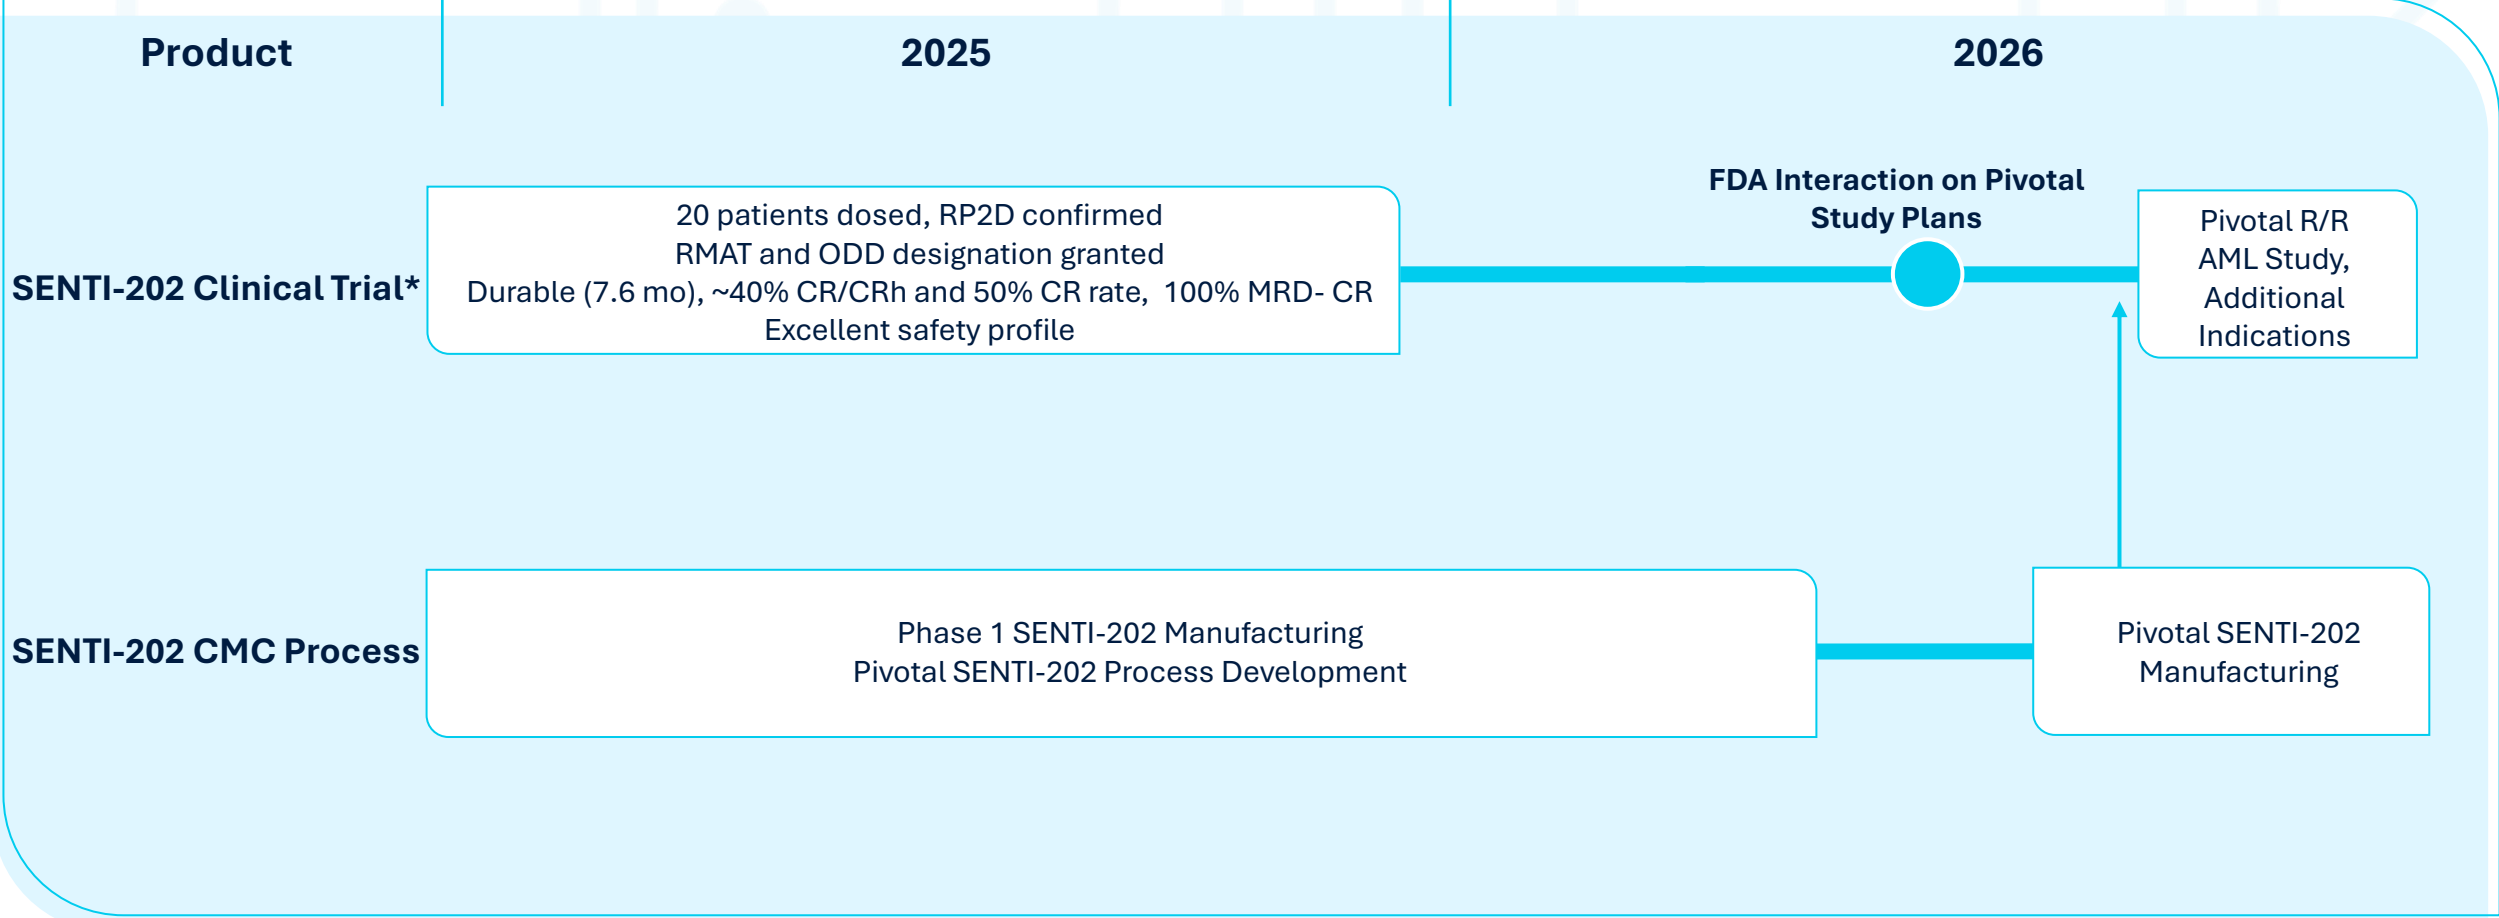 Product
2025
2026
FDA Interaction on Pivotal
Study Plans
SENTI-202 Clinical Trial*
20 patients dosed, RP2D confirmed
RMAT and ODD designation granted
Durable (7.6 mo), ~40% CR/CRh and 50% CR rate,  100% MRD- CR
Excellent safety profile
Pivotal R/R
AML Study,
Additional
Indications
SENTI-202 CMC Process
Phase 1 SENTI-202 Manufacturing
Pivotal SENTI-202 Process Development
Pivotal SENTI-202
Manufacturing